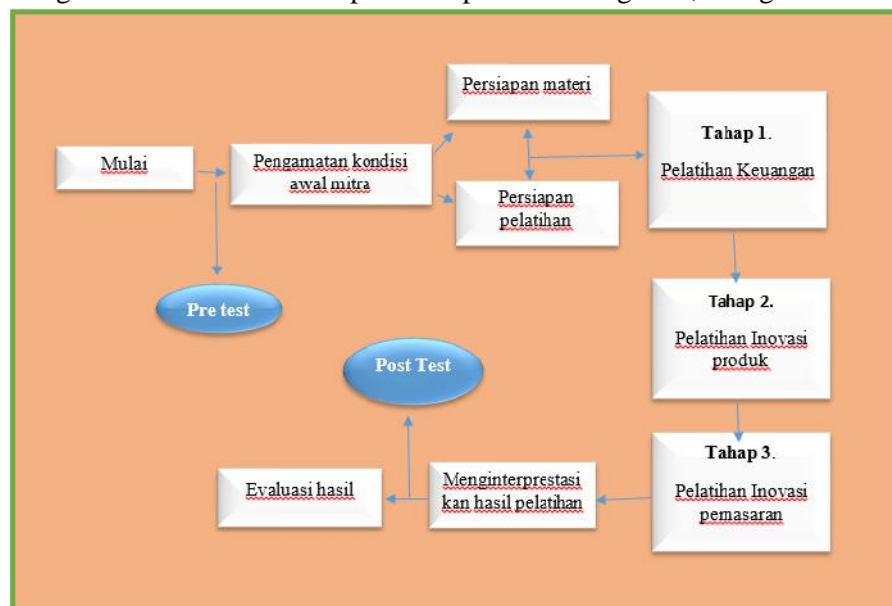 Persiapan materi
Mulai
Pengamatan kondisi
awal mitra
Persiapan
pelatihan
Tahap 1.
Pelatihan Keuangan
Pre test
Tahap 2.
Pelatihan Inovasi
produk
Post Test
Tahap 3.
Pelatihan Inovasi
pemasaran
Menginterprestasi
kan hasil pelatihan
Evaluasi hasil